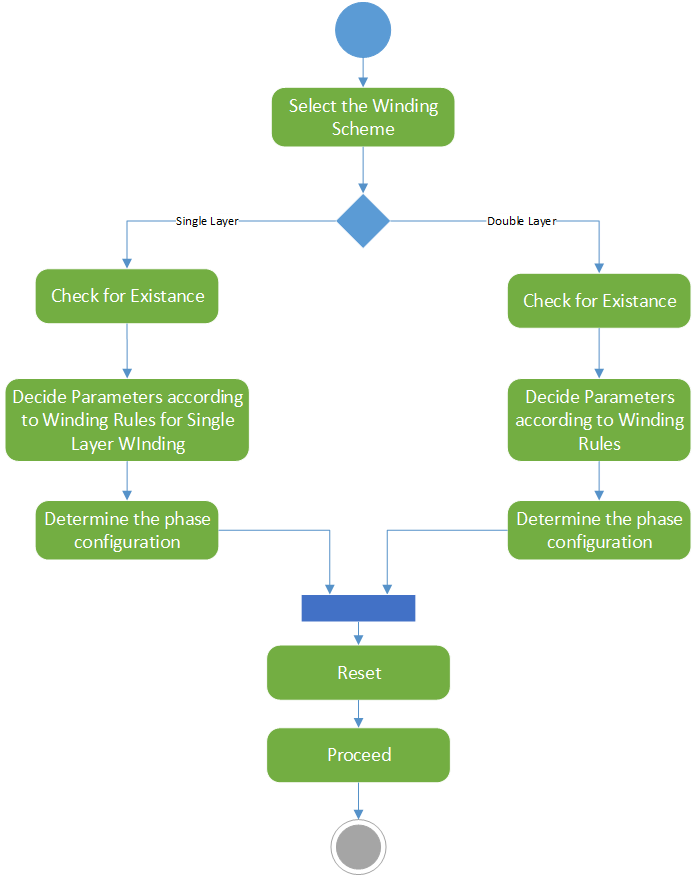 Select the Winding
Scheme
Single Layer
Double Layer
Check for Existance
Check for Existance
Decide Parameters according
to Winding Rules for Single
Layer WInding
Decide Parameters
according to Winding
Rules
Determine the phase
configuration
Determine the phase
configuration
Reset
Proceed